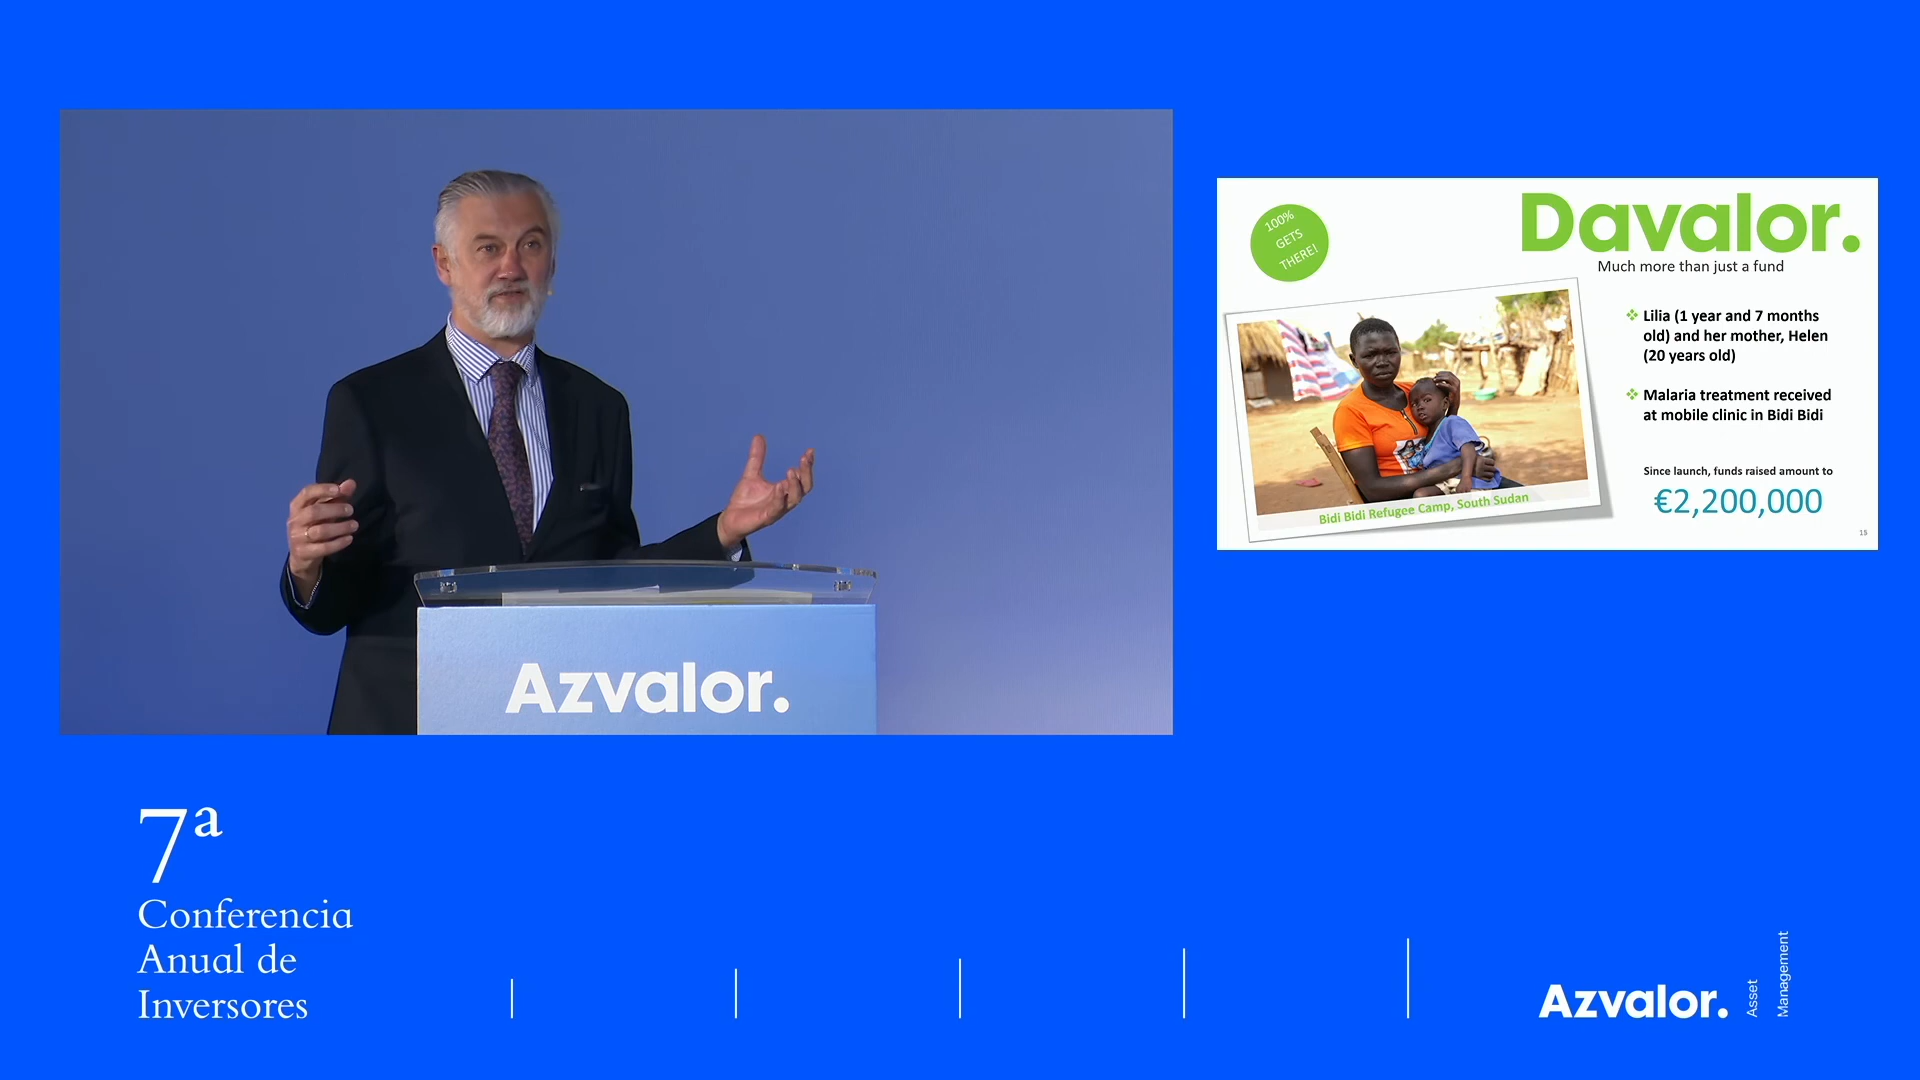 Azvalor.
100%
GETS
THERE!
Davalor.
Much more than just a fund
Lilia (1 year and 7 months
old) and her mother, Helen
(20 years old)
Malaria treatment received
at mobile clinic in Bidi Bidi
Since launch, funds raised amount to
€2,200,000
Bidi Bidi Refugee Camp, South Sudan
15
7ª
Conferencia
Anual de
Inversores
Azvalor.
Asset
Management